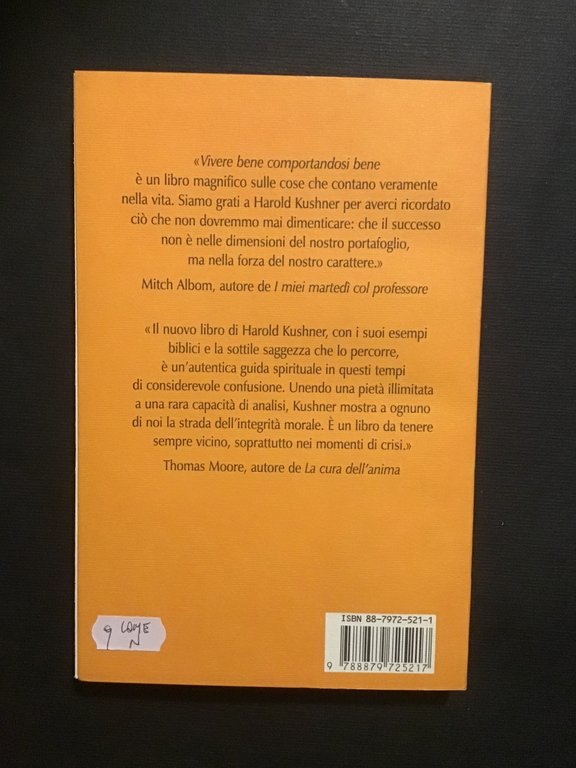 «Vivere bene comportandosi bene
è un libro magnifico sulle cose che contano veramente
nella vita. Siamo grati a Harold Kushner per averci ricordato
ciò che non dovremmo mai dimenticare: che il successo
non è nelle dimensioni del nostro portafoglio,
ma nella forza del nostro carattere.»
Mitch Albom, autore de I miei martedì col professore
«Il nuovo libro di Harold Kushner, con i suoi esempi
biblici e la sottile saggezza che lo percorre,
è un'autentica guida spirituale in questi tempi
di considerevole confusione. Unendo una pietà illimitata
a una rara capacità di analisi, Kushner mostra a ognuno
di noi la strada dell'integrità morale. È un libro da tenere
sempre vicino, soprattutto nei momenti di crisi.»
Thomas Moore, autore de La cura dell'anima
ISBN 88-7972-521-1
9 788879 725217
9
N